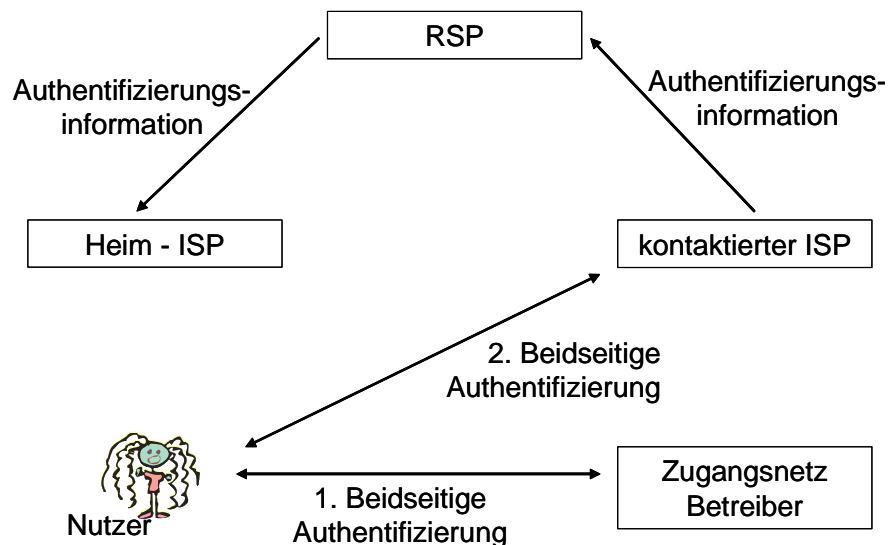 RSP
Authentifizierungs-
information
Authentifizierungs-
information
Heim - ISP
kontaktierter ISP
2. Beidseitige
Authentifizierung
Zugangsnetz
Betreiber
1. Beidseitige
Authentifizierung
Nutzer